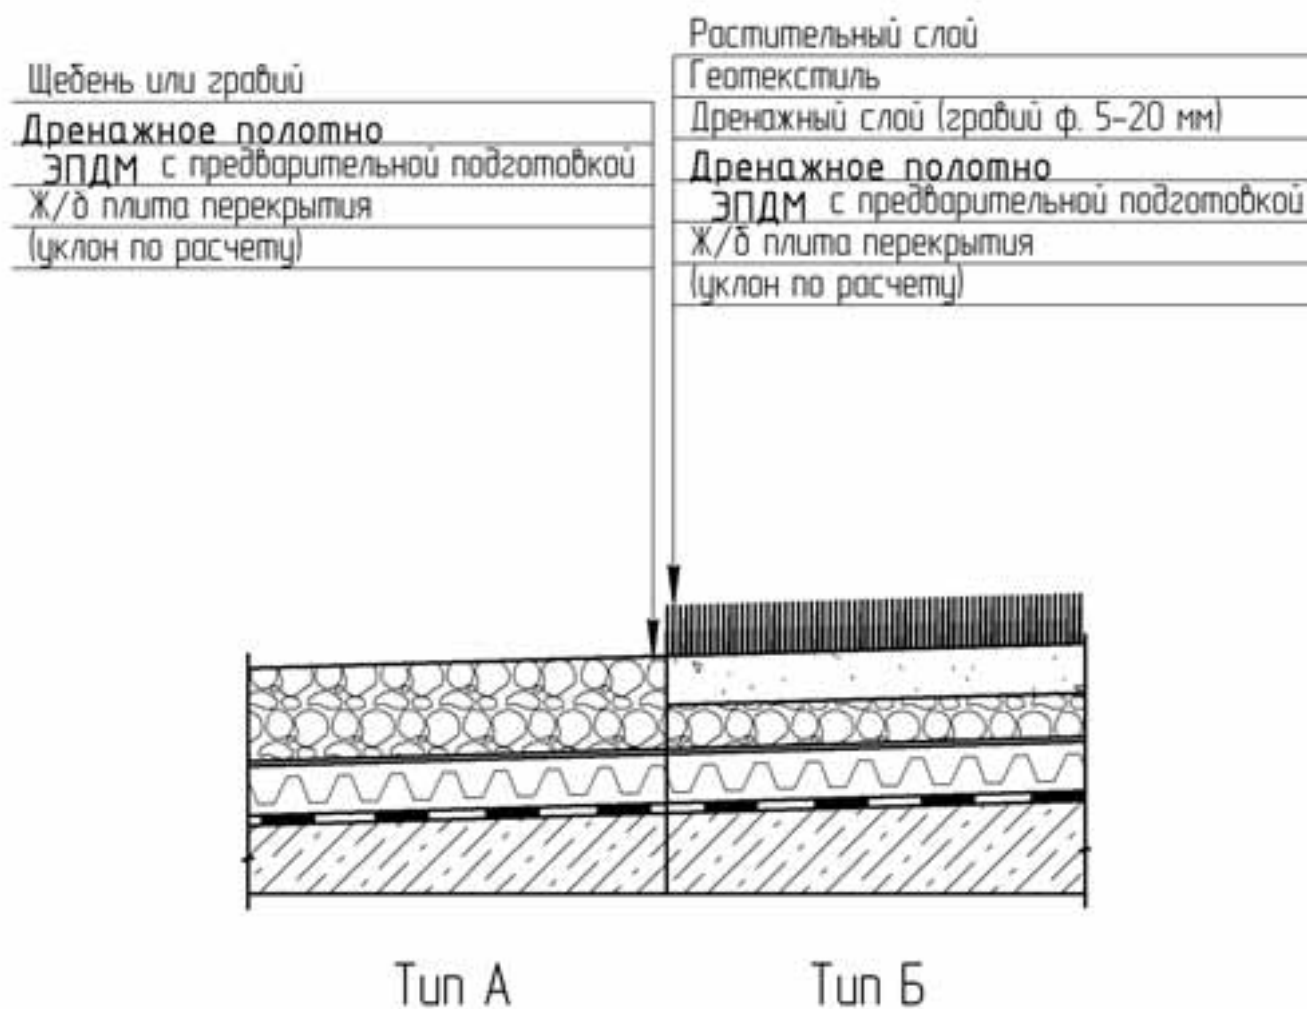 Щебень или гравий
Дренажное полотно
ЭПДМ с предварительной подготовкой
Ж/б плита перекрытия
(уклон по расчету)
Растительный слой
Геотекстиль
Дренажный слой (гравий ф. 5-20 мм)
Дренажное полотно
ЭПДМ с предварительной подготовкой
Ж/б плита перекрытия
(уклон по расчету)
Тип А
Тип Б